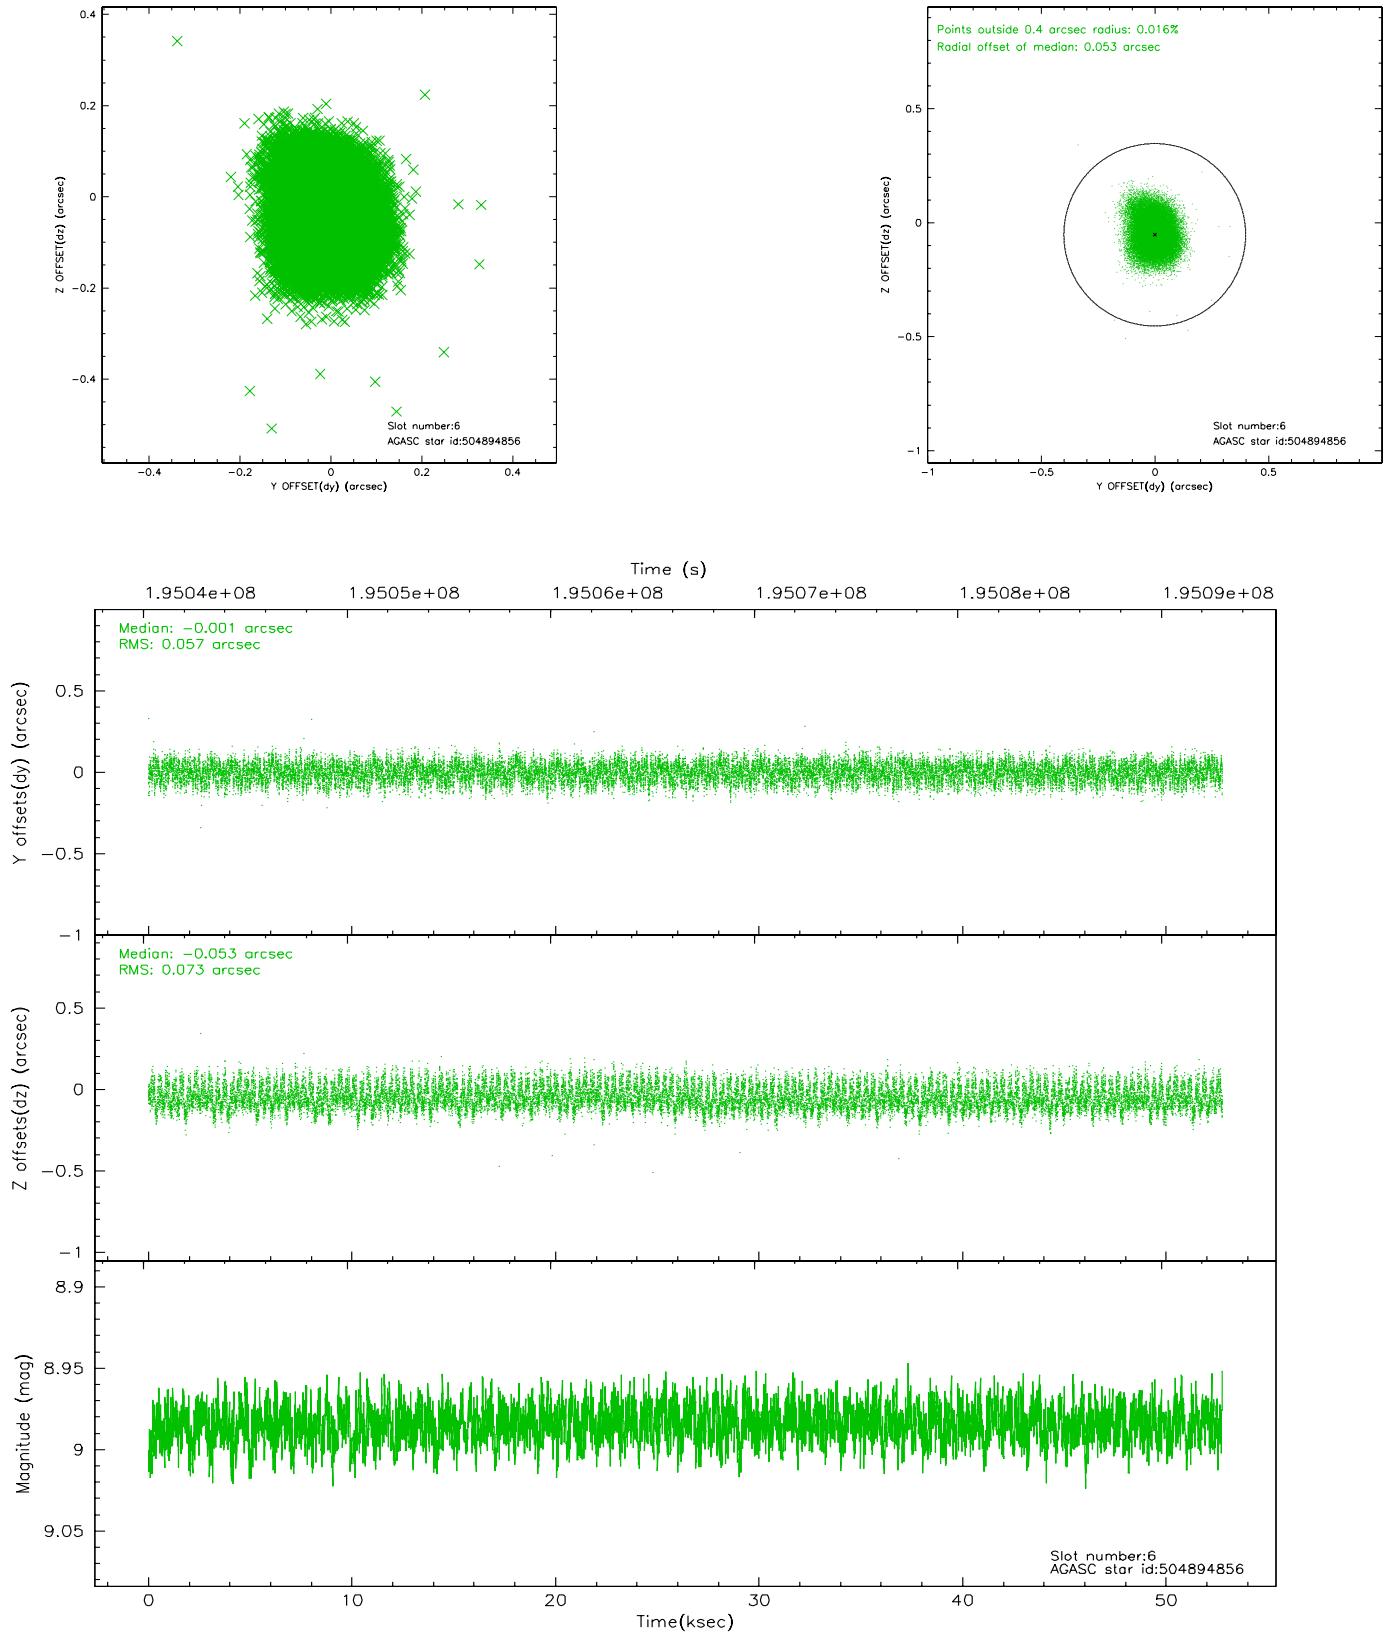 0.4
0.2
0
−0.2
−0.4
Z OFFSET(dz) (arcsec)
−0.4 −0.2 0 0.2 0.4
Y OFFSET(dy) (arcsec)
Slot number:6
AGASC star id:504894856
Points outside 0.4 arcsec radius: 0.016%
Radial offset of median: 0.053 arcsec
0.5
0
−0.5
−1
Z OFFSET(dz) (arcsec)
−1 −0.5 0 0.5
Y OFFSET(dy) (arcsec)
Slot number:6
AGASC star id:504894856
Time (s)
1.9504e+08 1.9505e+08 1.9506e+08 1.9507e+08 1.9508e+08 1.9509e+08
Median: −0.001 arcsec
RMS: 0.057 arcsec
0.5
0
−0.5
−1
Y offsets(dy) (arcsec)
Median: −0.053 arcsec
RMS: 0.073 arcsec
0.5
0
−0.5
−1
Z offsets(dz) (arcsec)
8.9
8.95
9
9.05
Magnitude (mag)
Slot number:6
AGASC star id:504894856
0 10 20 30 40 50
Time(ksec)